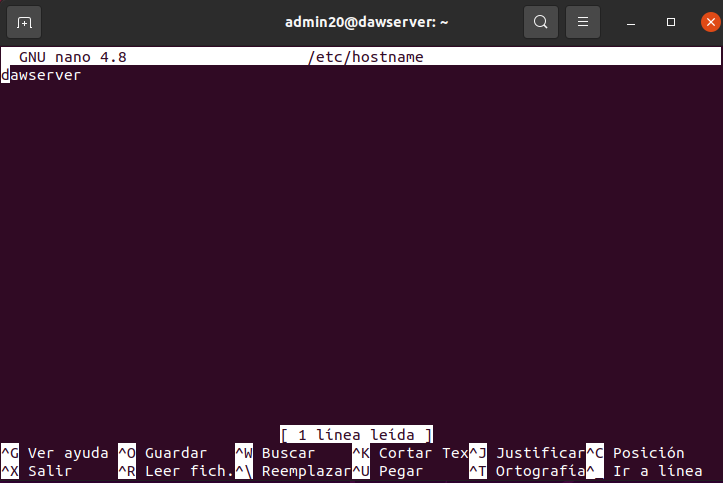 admin20@dawserver: ~
GNU nano 4.8 /etc/hostname
dawserver
[ 1 línea leída ]
^G Ver ayuda ^O Guardar ^W Buscar ^K Cortar Tex^J Justificar^C Posición
^X Salir ^R Leer fich.^\ Reemplazar^U Pegar ^T Ortografía^_ Ir a línea